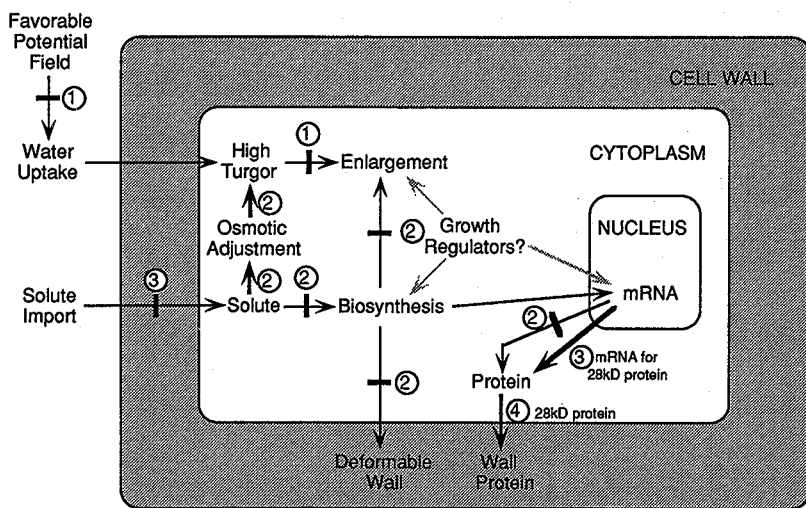 Favorable
Potential
Field
①
Water
Uptake
CELL WALL
CYTOPLASM
High
Turgor
①
Enlargement
②
Osmotic
Adjustment
②
②
Growth
Regulators?
NUCLEUS
mRNA
Solute
Import
③
Solute
②
Biosynthesis
②
②
③ mRNA for
28kD protein
Protein
④ 28kD protein
Deformable
Wall
Wall
Protein